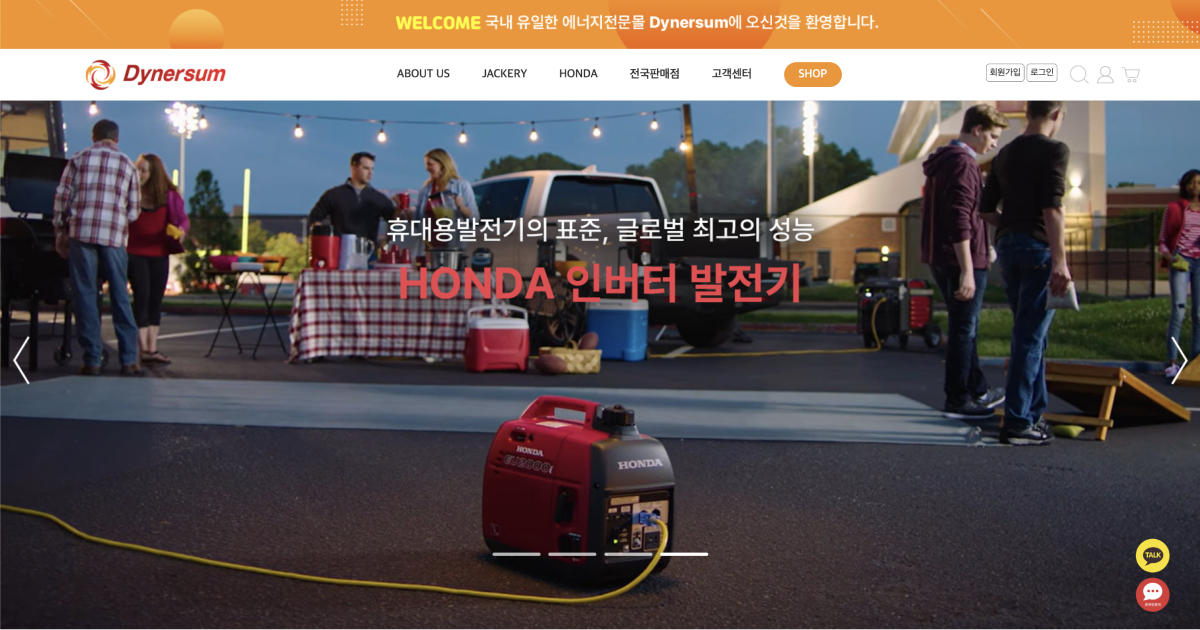 WELCOME 국내 유일한 에너지전문몰 Dynersum에 오신것을 환영합니다.
Dynersum
ABOUT US
JACKERY
HONDA
전국판매점
고객센터
SHOP
회원가입
로그인
휴대용발전기의 표준, 글로벌 최고의 성능
HONDA 인버터 발전기
HONDA
EU2000i
HONDA
TALK